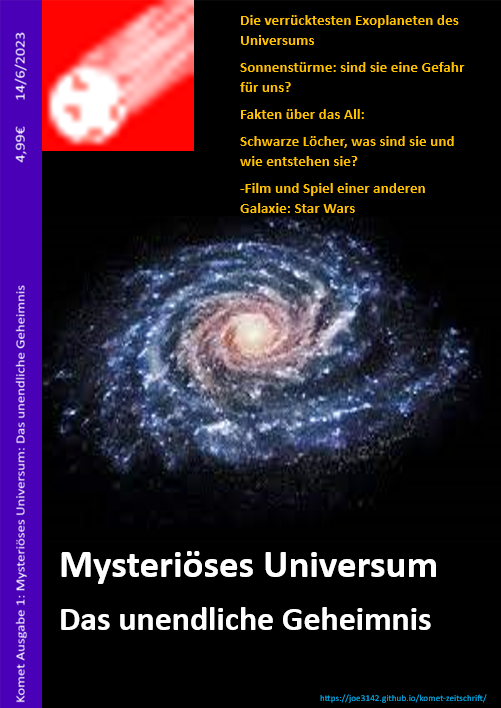 Die verrücktesten Exoplaneten des
Universums
Sonnenstürme: sind sie eine Gefahr
für uns?
Fakten über das All:
Schwarze Löcher, was sind sie und
wie entstehen sie?
-Film und Spiel einer anderen
Galaxie: Star Wars
Komet Ausgabe 1: Mysteriöses Universum: Das unendliche Geheimnis 4,99€ 14/6/2023
Mysteriöses Universum
Das unendliche Geheimnis
https://joe3142.github.io/komet-zeitschrift/